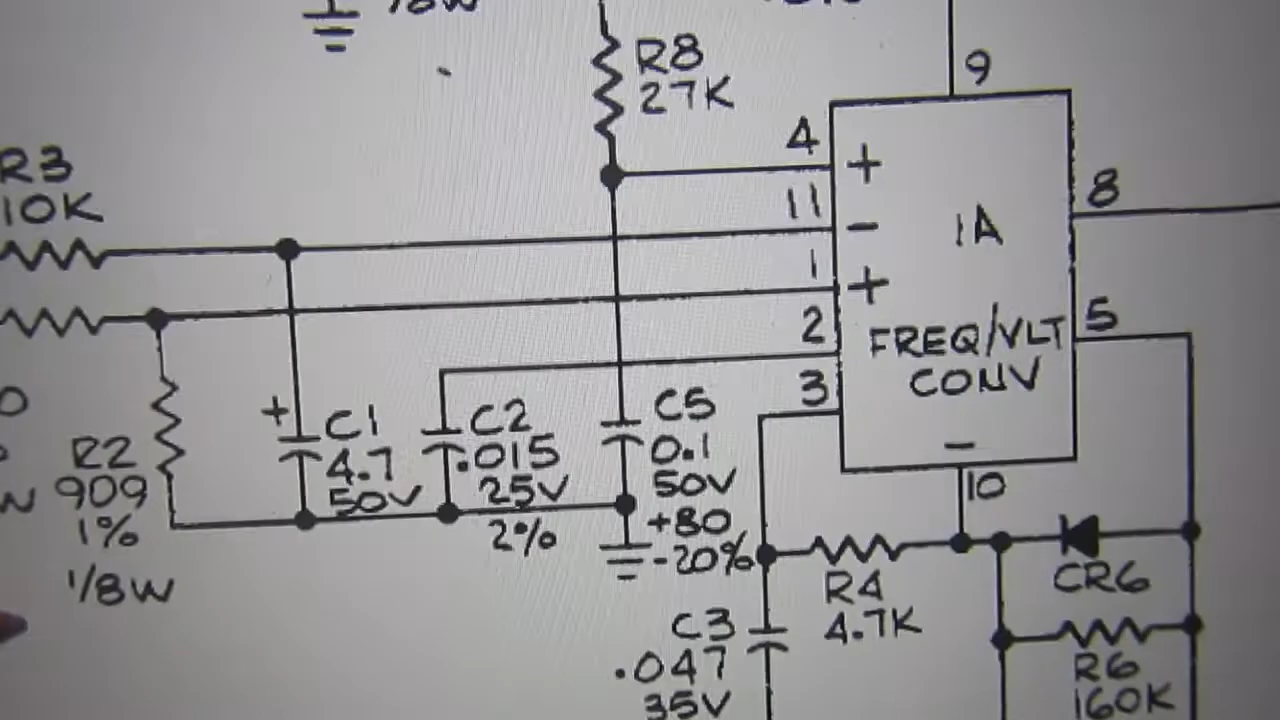 R8
27K
9
R3
10K
4
+
11
-
1
+
2
3
1A
FREQ/VLT
CONV
-
10
8
5
R2
909
1%
1/8W
+
C1
4.7
50V
C2
.015
25V
2%
C5
0.1
50V
+80
-20%
R4
4.7K
C3
.047
35V
CR6
R6
160K